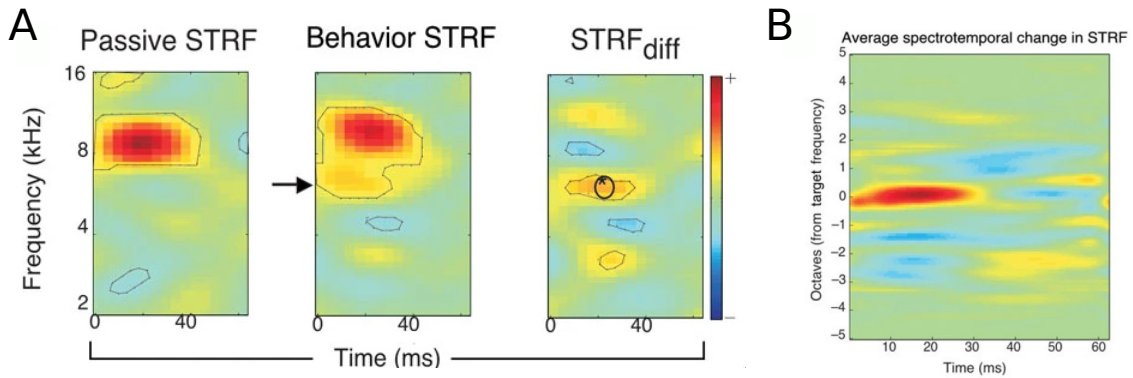 A
Passive STRF
Behavior STRF
STRFdiff
Frequency (kHz)
16
8
4
2
0
40
0
40
0
40
+
–
Time (ms)
B
Average spectrotemporal change in STRF
Octaves (from target frequency)
5
4
3
2
1
0
–1
–2
–3
–4
–5
10
20
30
40
50
60
Time (ms)